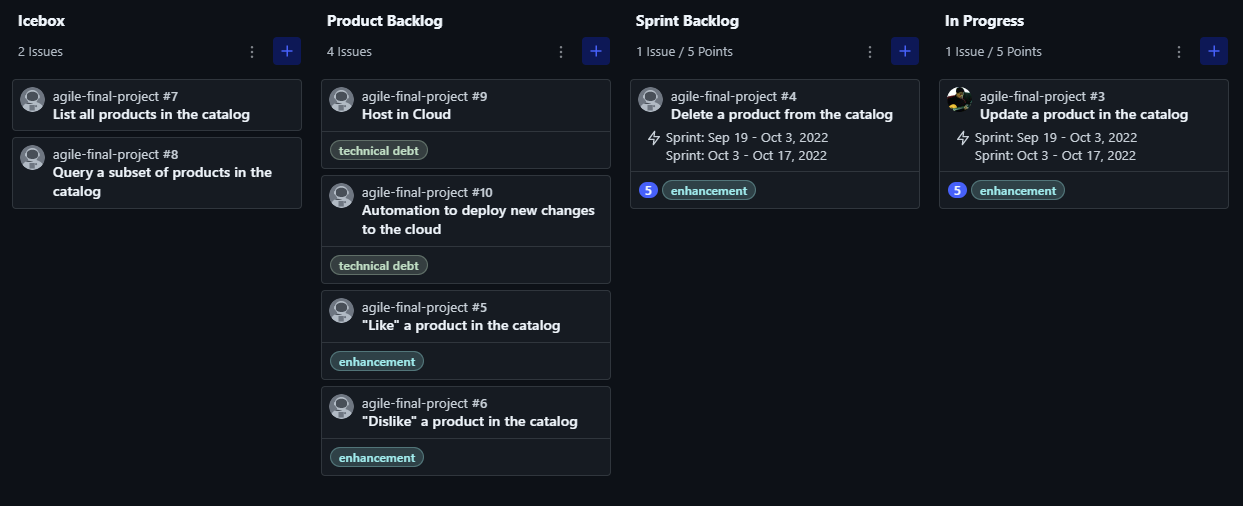 Icebox
2 Issues
agile-final-project #7
List all products in the catalog
agile-final-project #8
Query a subset of products in the
catalog
Product Backlog
4 Issues
agile-final-project #9
Host in Cloud
technical debt
agile-final-project #10
Automation to deploy new changes
to the cloud
technical debt
agile-final-project #5
"Like" a product in the catalog
enhancement
agile-final-project #6
"Dislike" a product in the catalog
enhancement
Sprint Backlog
1 Issue / 5 Points
agile-final-project #4
Delete a product from the catalog
Sprint: Sep 19 - Oct 3, 2022
Sprint: Oct 3 - Oct 17, 2022
5 enhancement
In Progress
1 Issue / 5 Points
agile-final-project #3
Update a product in the catalog
Sprint: Sep 19 - Oct 3, 2022
Sprint: Oct 3 - Oct 17, 2022
5 enhancement